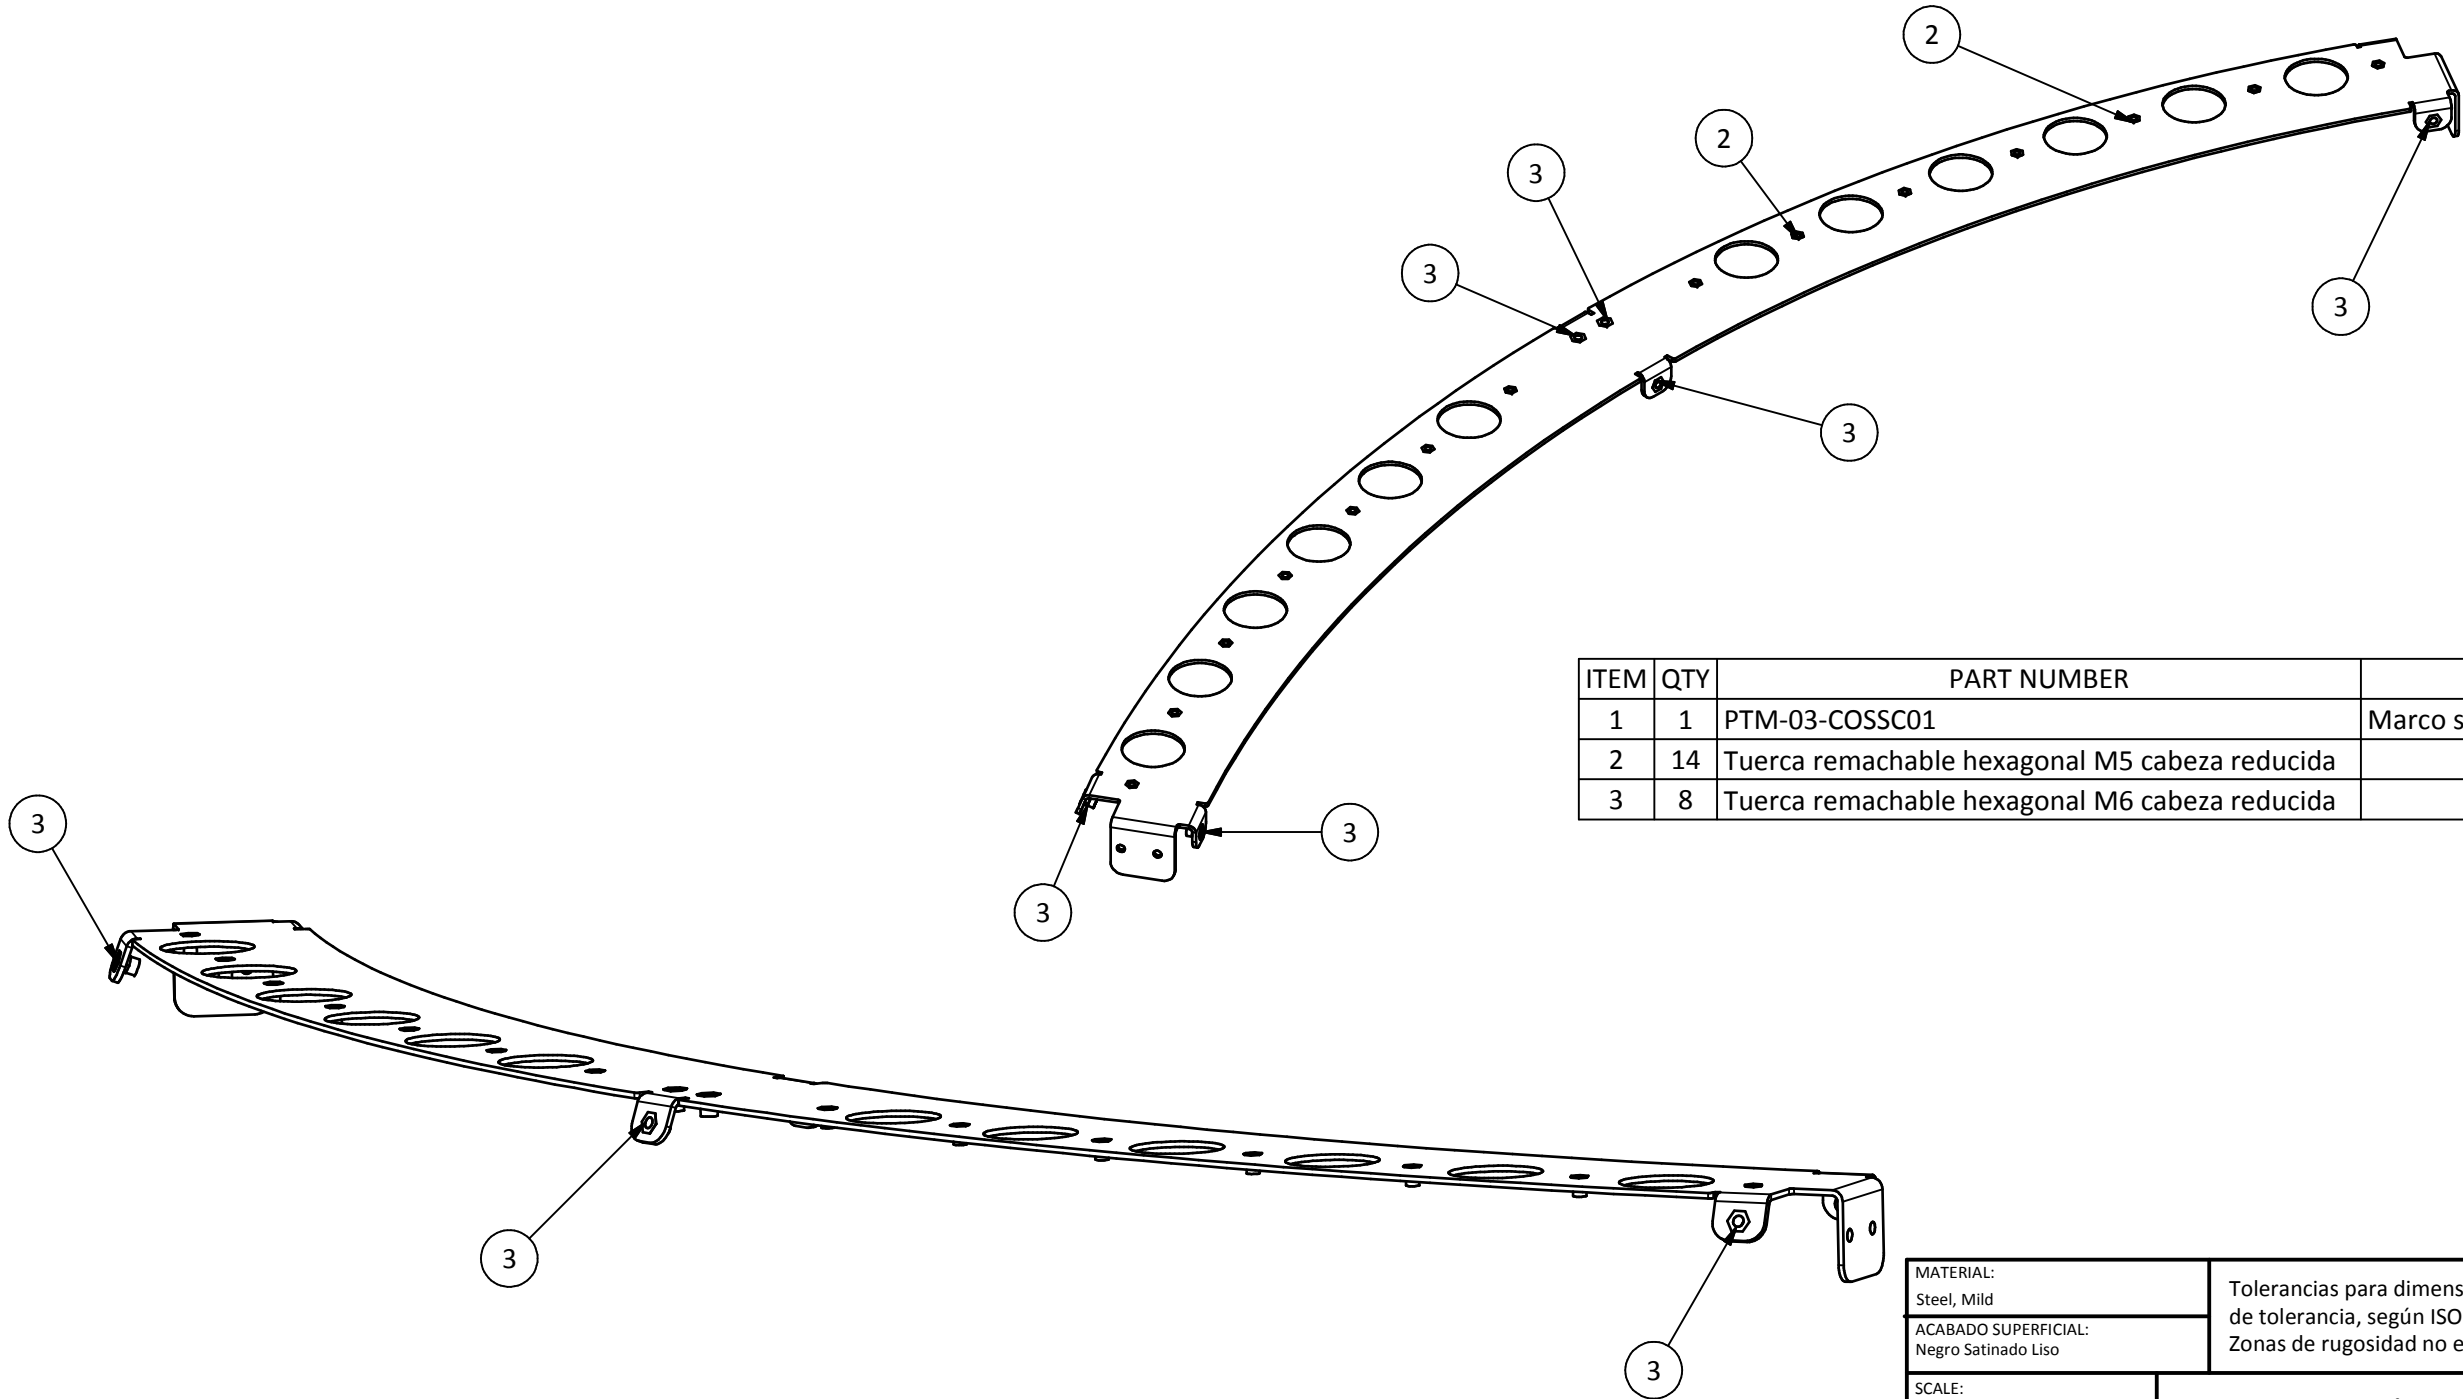 2
2
3
3
3
3
ITEM QTY PART NUMBER
1 1 PTM-03-COSSC01 Marco s
2 14 Tuerca remachable hexagonal M5 cabeza reducida
3 8 Tuerca remachable hexagonal M6 cabeza reducida
3
3
3
3
3
MATERIAL:
Steel, Mild
ACABADO SUPERFICIAL:
Negro Satinado Liso
Tolerancias para dimens
de tolerancia, según ISO
Zonas de rugosidad no e
SCALE: